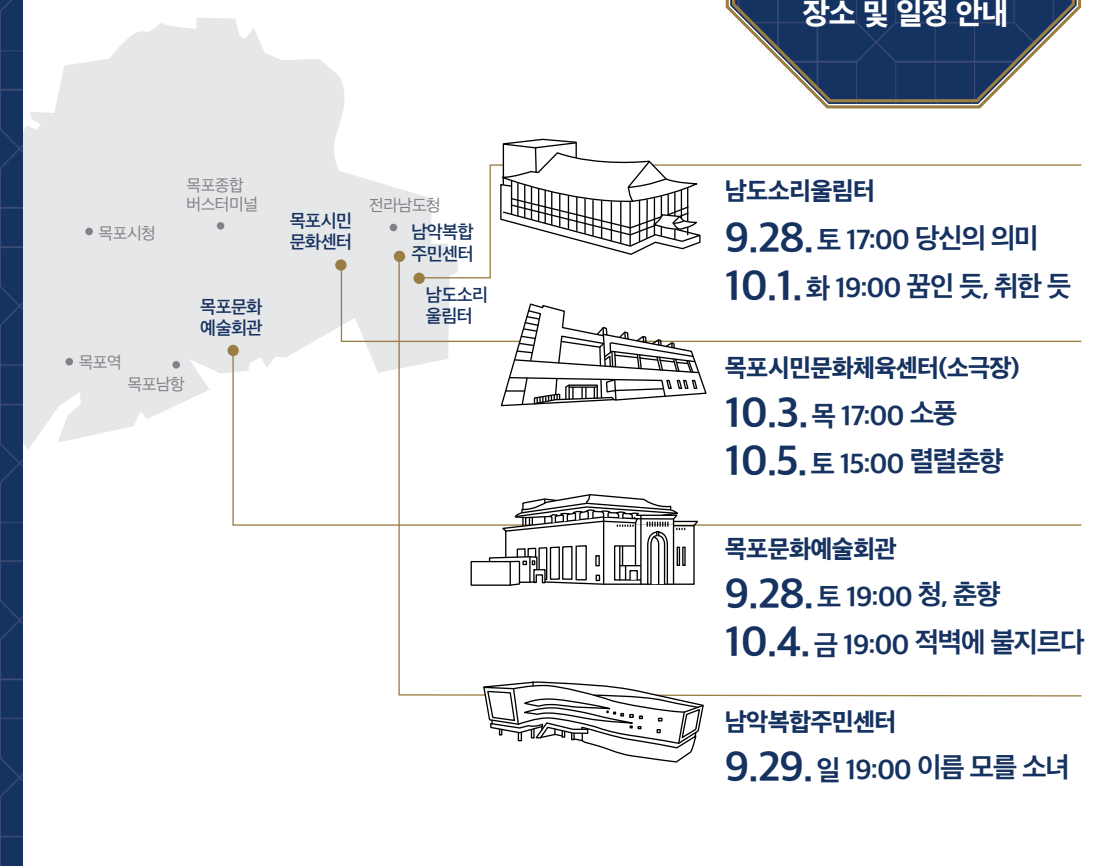 장소 및 일정 안내
목포종합
버스터미널
목포시청
목포시민
문화센터
전라남도청
남악복합
주민센터
남도소리
울림터
목포문화
예술회관
목포역
목포남항
남도소리울림터
9.28. 토 17:00 당신의 의미
10.1. 화 19:00 꿈인 듯, 취한 듯
목포시민문화체육센터(소극장)
10.3. 목 17:00 소풍
10.5. 토 15:00 렬렬춘향
목포문화예술회관
9.28. 토 19:00 청, 춘향
10.4. 금 19:00 적벽에 불지르다
남악복합주민센터
9.29. 일 19:00 이름 모를 소녀